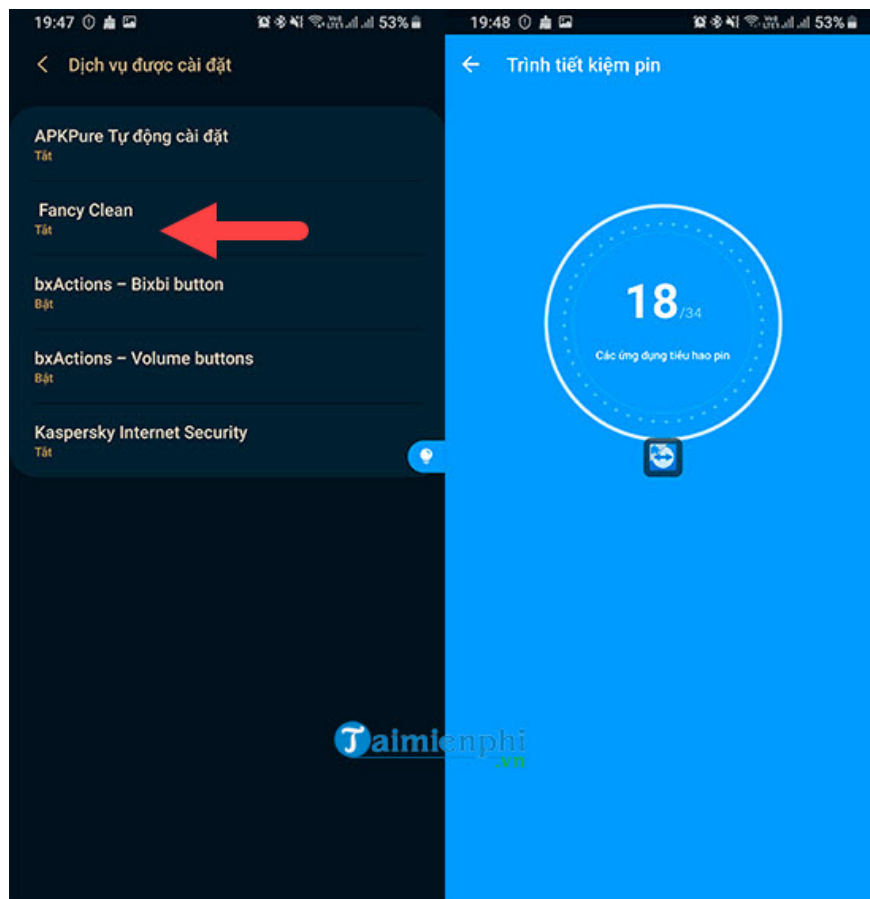 19:47
53%
Dịch vụ được cài đặt
APKPure Tự động cài đặt
Tắt
Fancy Clean
Tắt
bxActions – Bixbi button
Bật
bxActions – Volume buttons
Bật
Kaspersky Internet Security
Tắt
19:48
53%
Trình tiết kiệm pin
18/34
Các ứng dụng tiêu hao pin
Taimienphi
.vn